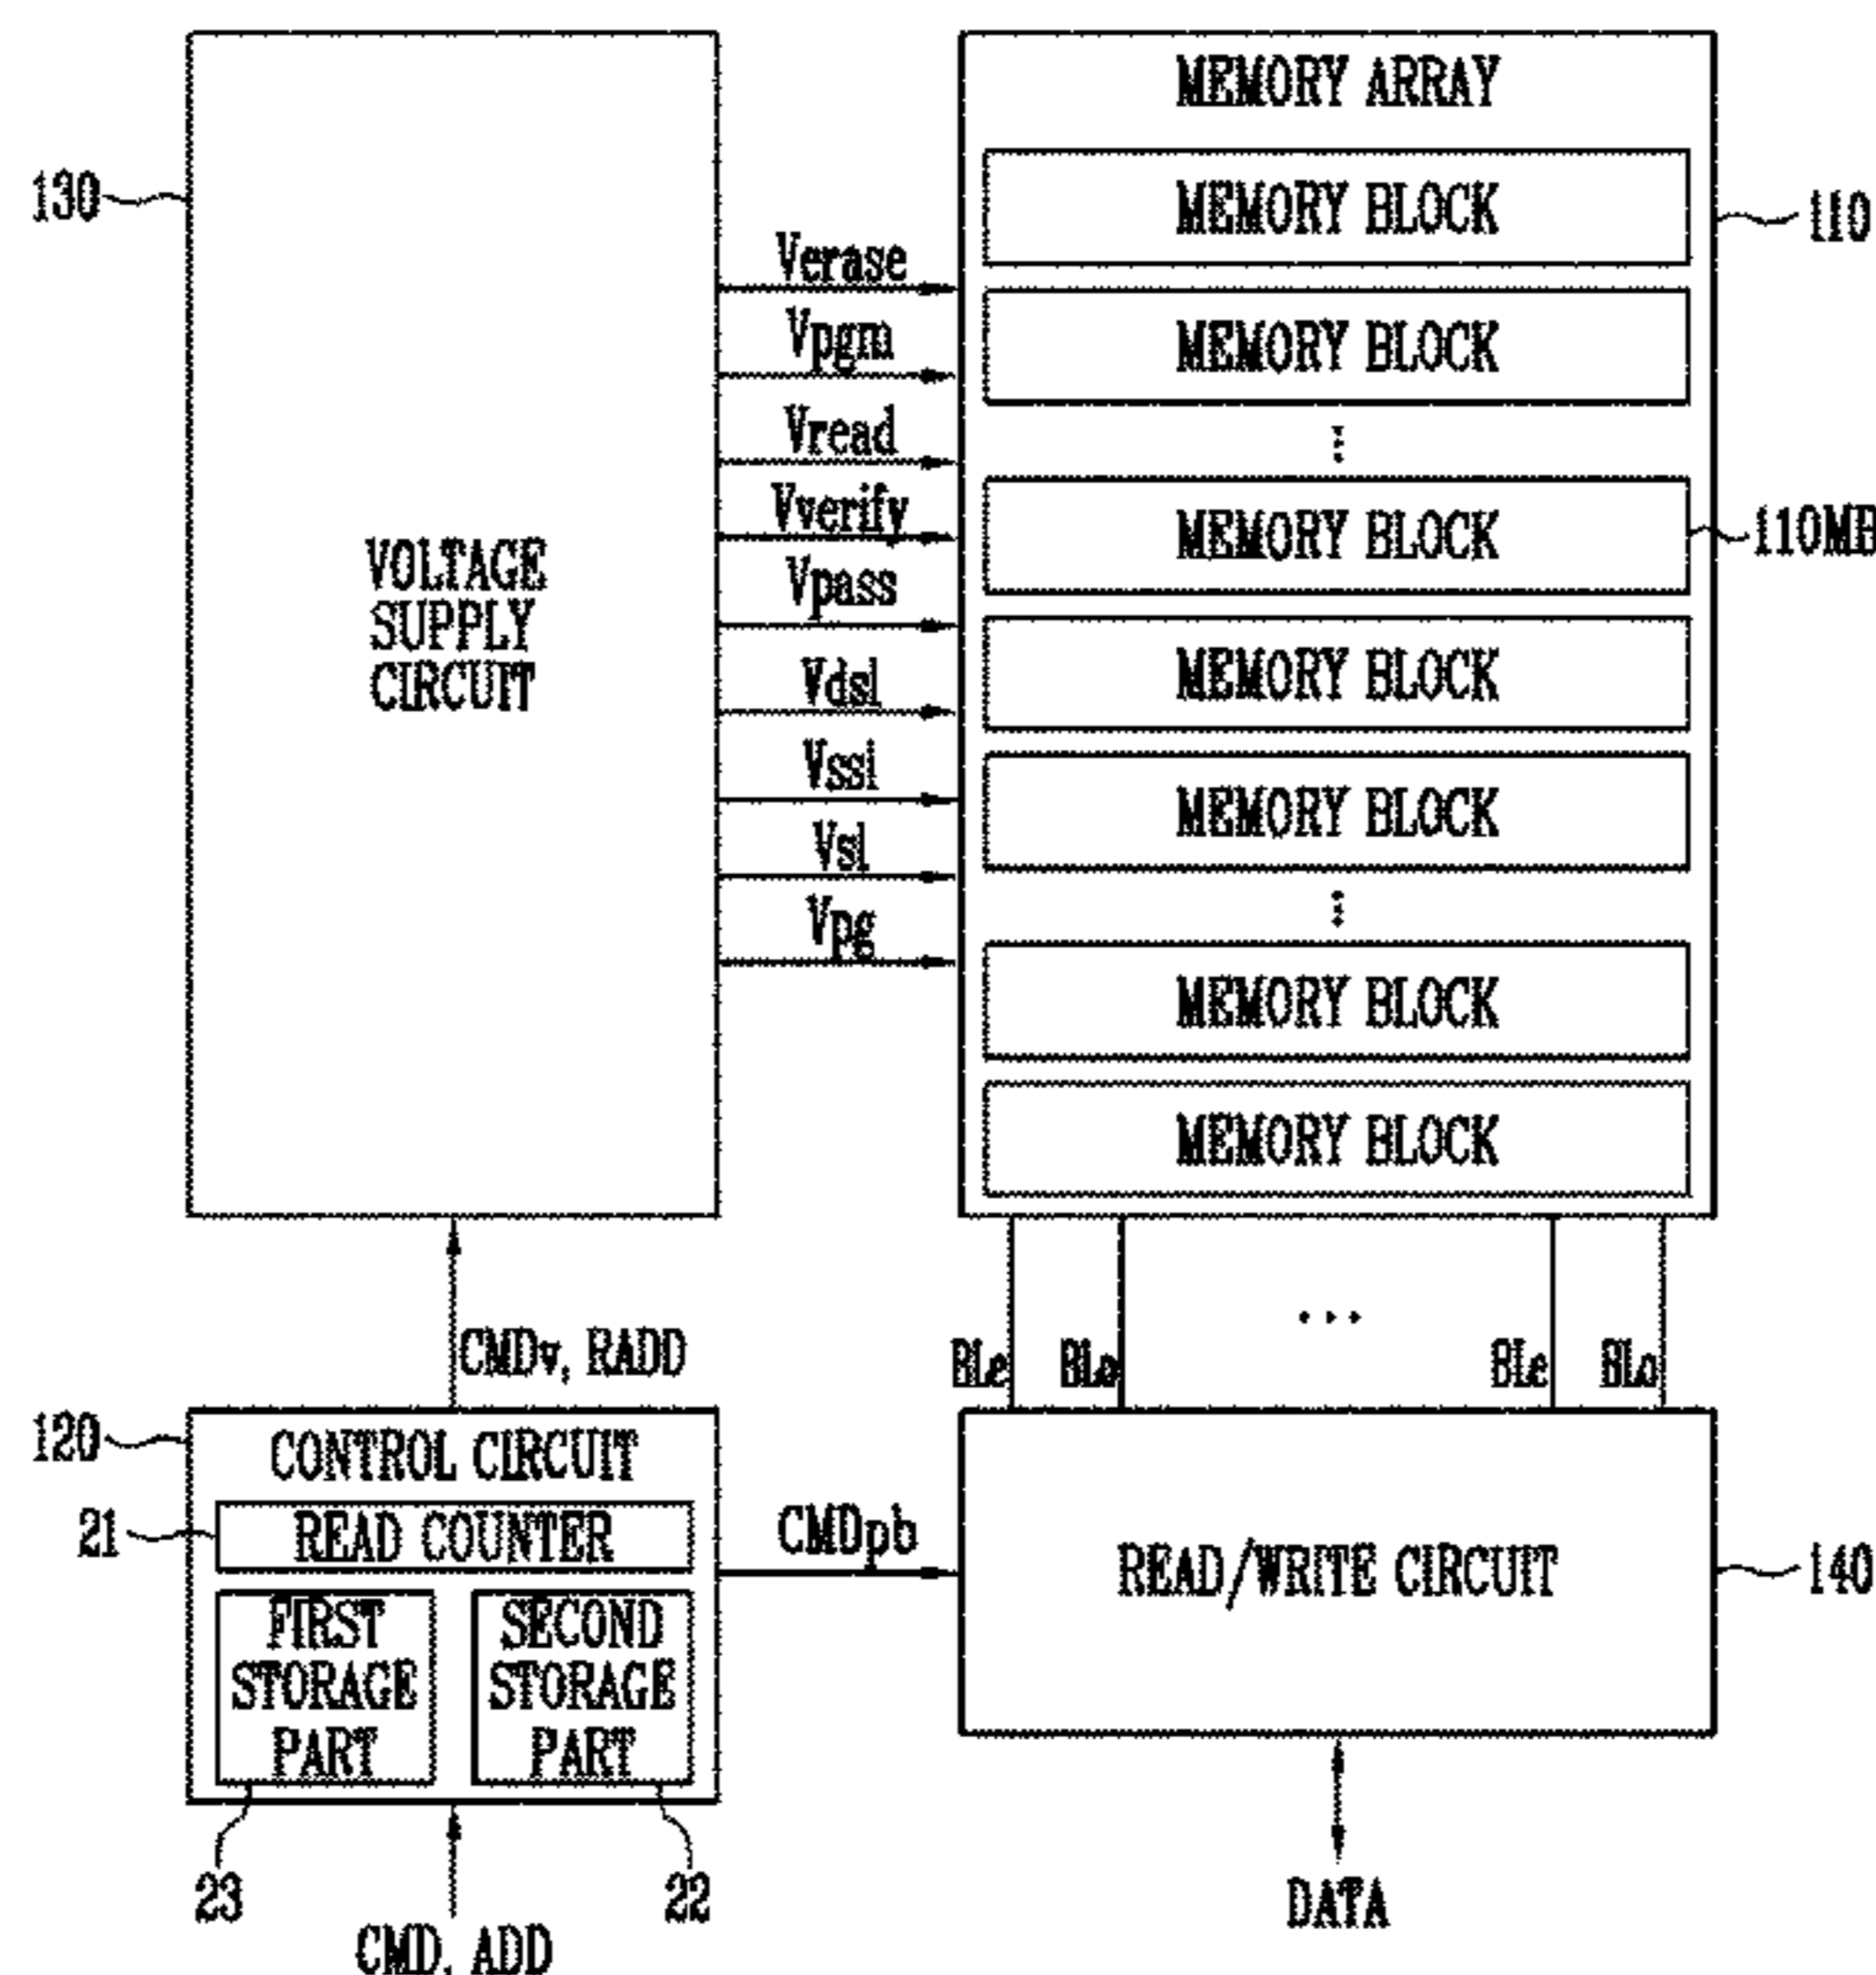 MEMORY ARRAY
130
MEMORY BLOCK
110
Verase
MEMORY BLOCK
Vpgm
⋮
Vread
Vverify
MEMORY BLOCK
110MB
VOLTAGE
SUPPLY
CIRCUIT
Vpass
MEMORY BLOCK
Vdsl
Vssl
MEMORY BLOCK
Vsl
⋮
Vpg
MEMORY BLOCK
MEMORY BLOCK
...
CMDv, RADD
BLe
BLo
BLe
BLo
120
CONTROL CIRCUIT
21
READ COUNTER
CMDpb
READ/WRITE CIRCUIT
140
FIRST
STORAGE
PART
SECOND
STORAGE
PART
23
22
CMD, ADD
DATA